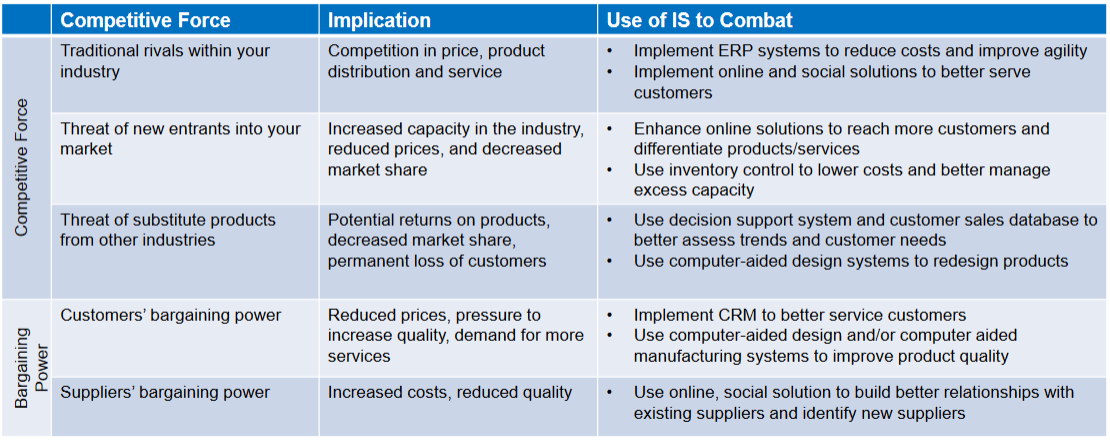 Competitive Force
Implication
Use of IS to Combat
Competitive Force
Traditional rivals within your
industry
Competition in price, product
distribution and service
• Implement ERP systems to reduce costs and improve agility
• Implement online and social solutions to better serve
customers
Threat of new entrants into your
market
Increased capacity in the industry,
reduced prices, and decreased
market share
• Enhance online solutions to reach more customers and
differentiate products/services
• Use inventory control to lower costs and better manage
excess capacity
Threat of substitute products
from other industries
Potential returns on products,
decreased market share,
permanent loss of customers
• Use decision support system and customer sales database to
better assess trends and customer needs
• Use computer-aided design systems to redesign products
Bargaining
Power
Customers’ bargaining power
Reduced prices, pressure to
increase quality, demand for more
services
• Implement CRM to better service customers
• Use computer-aided design and/or computer aided
manufacturing systems to improve product quality
Suppliers’ bargaining power
Increased costs, reduced quality
• Use online, social solution to build better relationships with
existing suppliers and identify new suppliers